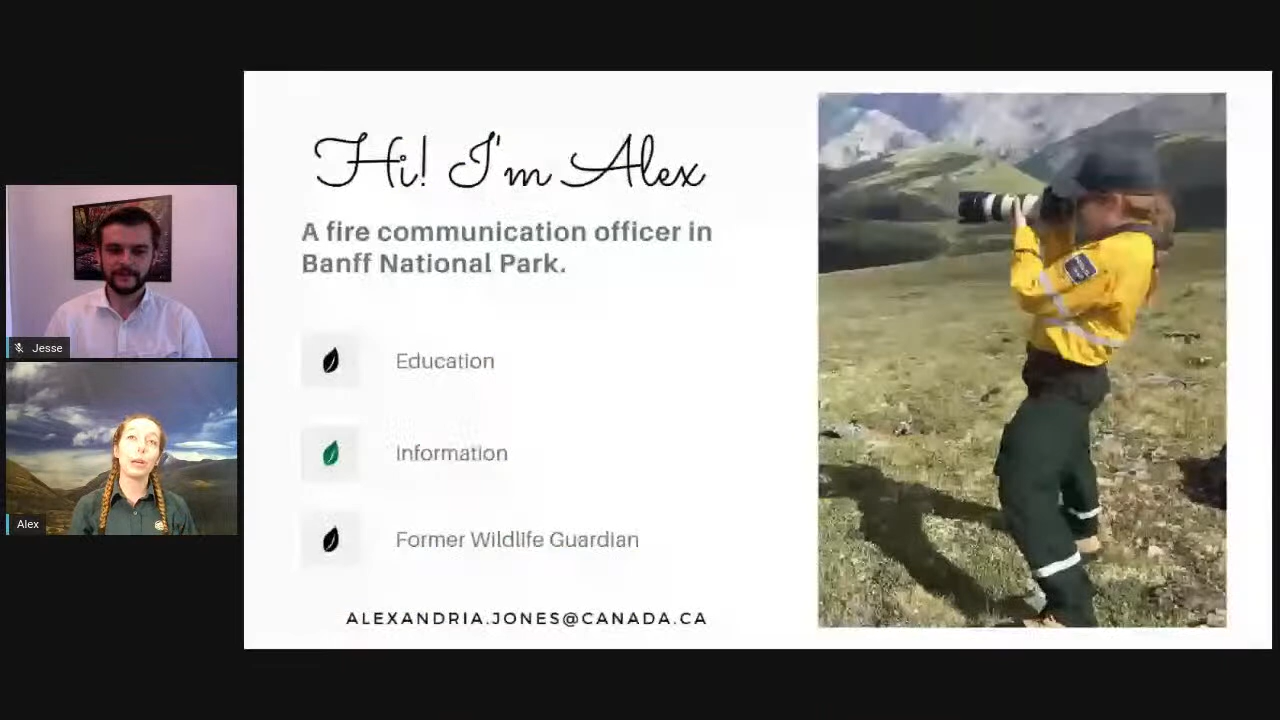 Hi! I'm Alex
A fire communication officer in
Banff National Park.
Education
Information
Former Wildlife Guardian
ALEXANDRIA.JONES@CANADA.CA
Jesse
Alex